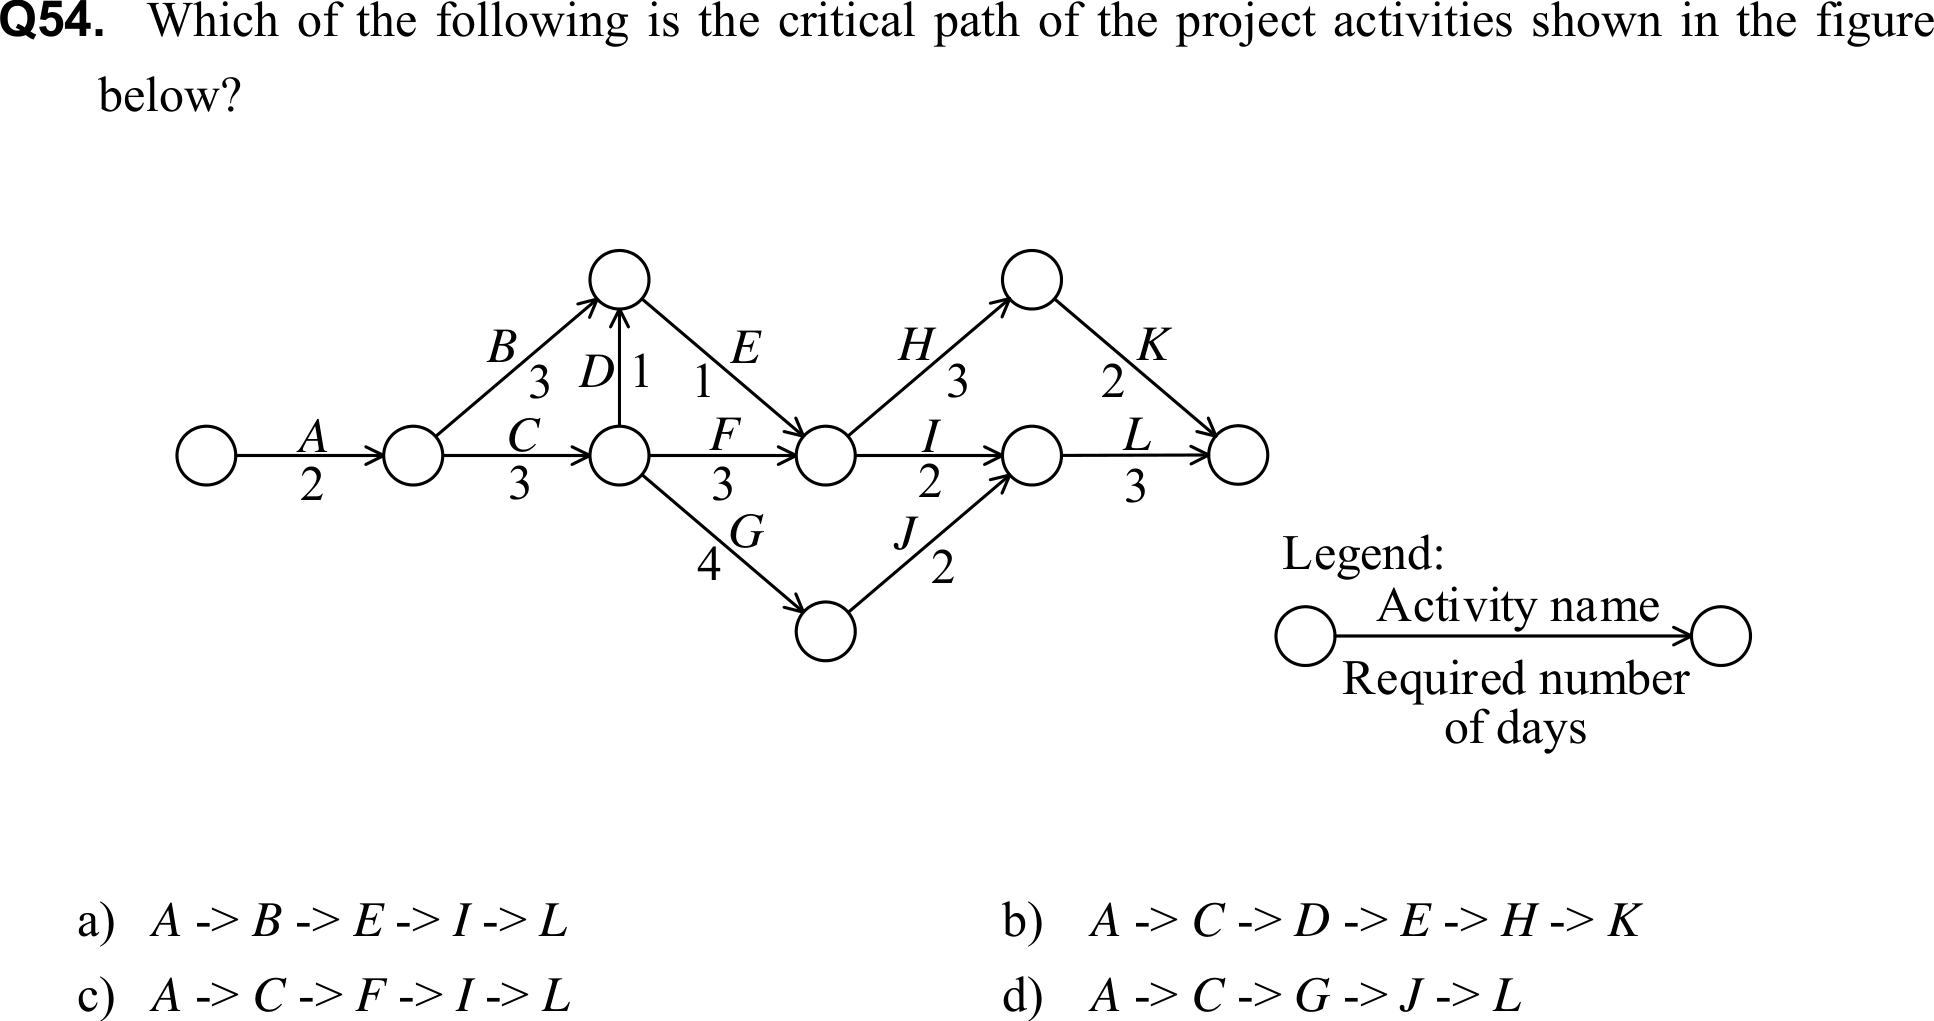 Q54. Which of the following is the critical path of the project activities shown in the figure
below?
B
3
D
1
E
1
H
3
K
2
A
2
C
3
F
3
I
2
L
3
G
4
J
2
Legend:
Activity name
Required number
of days
a) A -> B -> E -> I -> L
b) A -> C -> D -> E -> H -> K
c) A -> C -> F -> I -> L
d) A -> C -> G -> J -> L